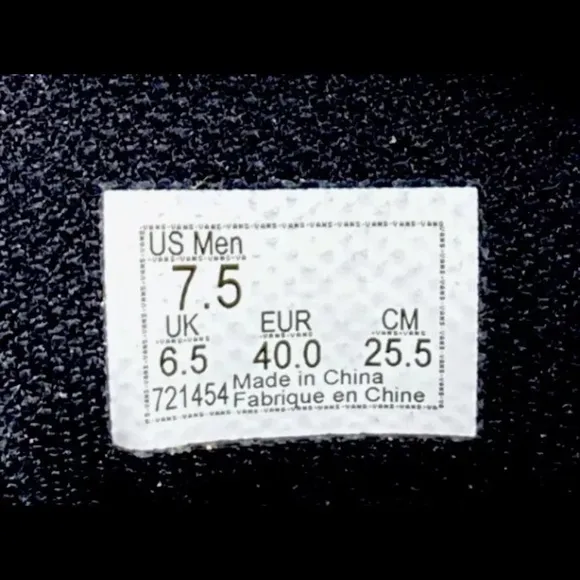 US Men
7.5
UK EUR CM
6.5 40.0 25.5
721454 Made in China
Fabrique en Chine